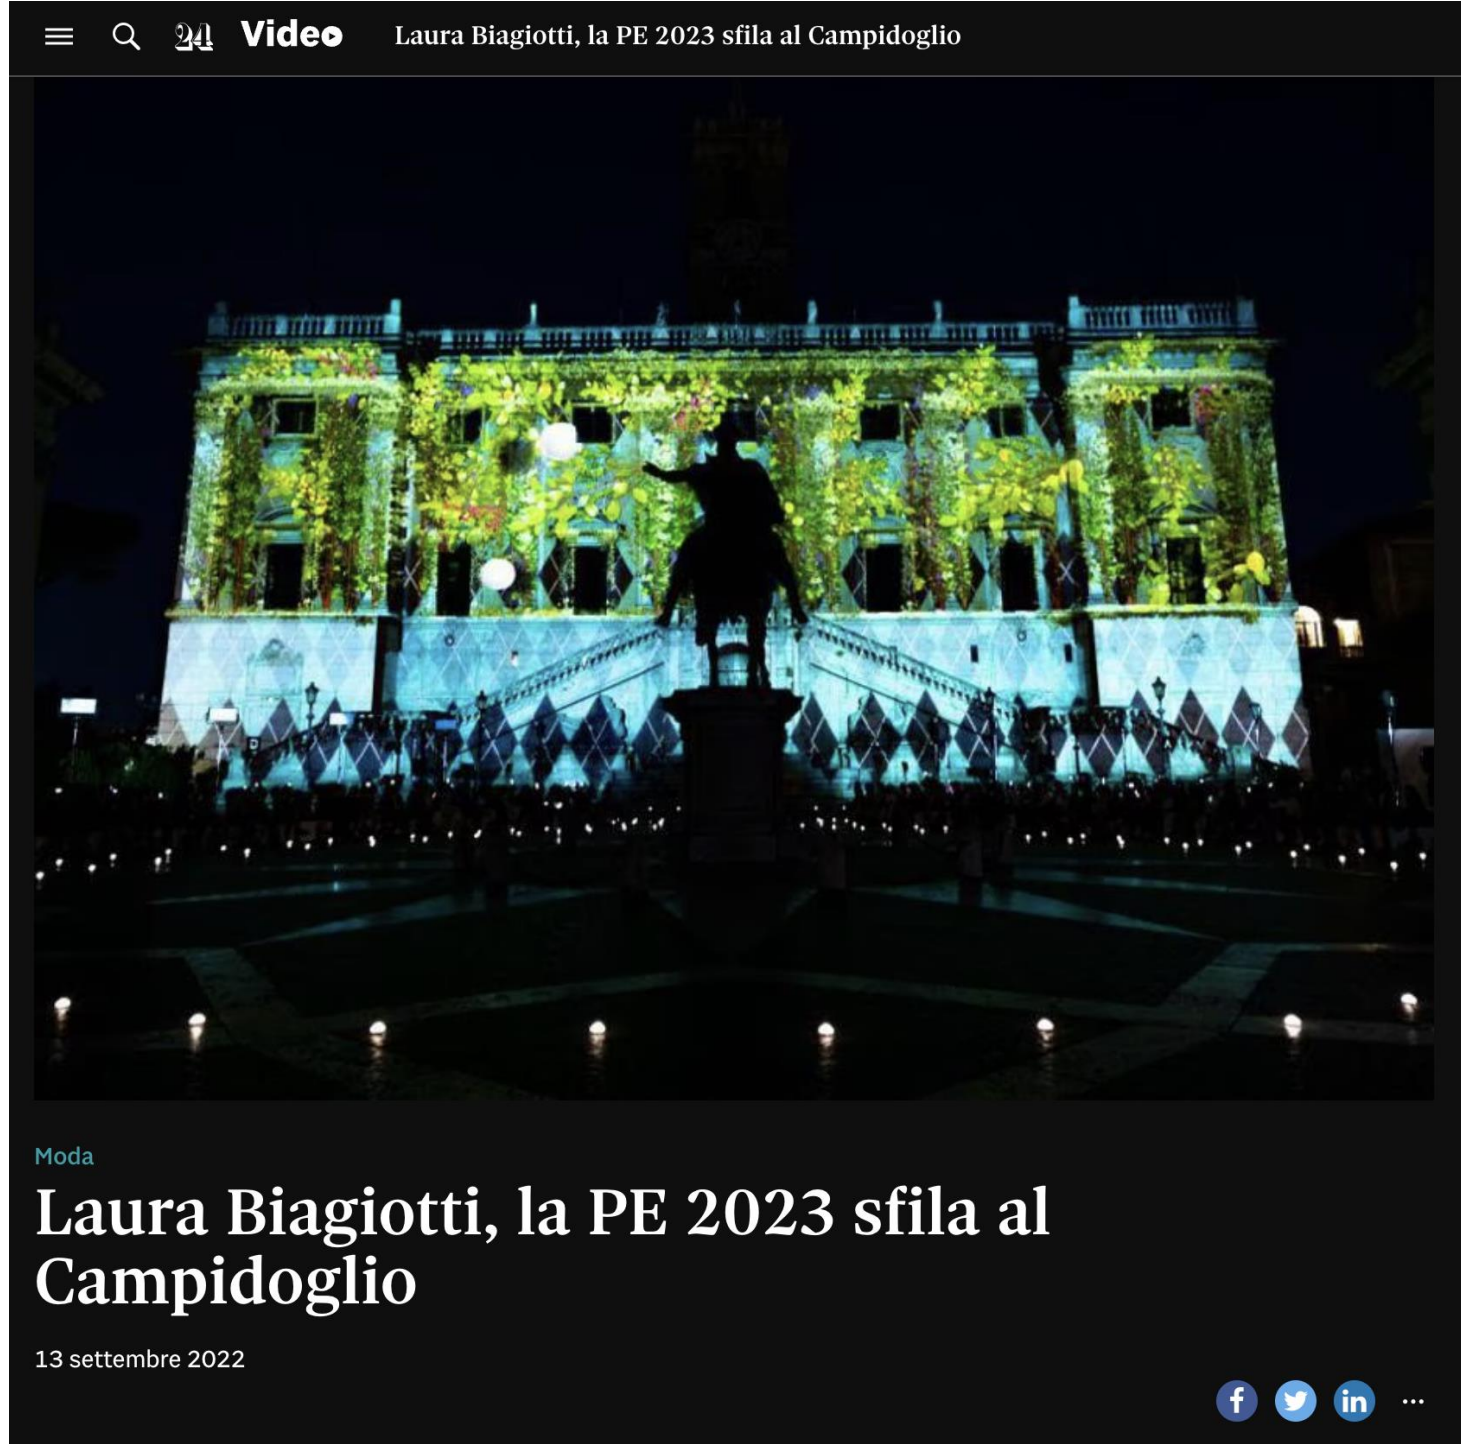 24 Video Laura Biagiotti, la PE 2023 sfila al Campidoglio
Moda
Laura Biagiotti, la PE 2023 sfila al
Campidoglio
13 settembre 2022
f in ...